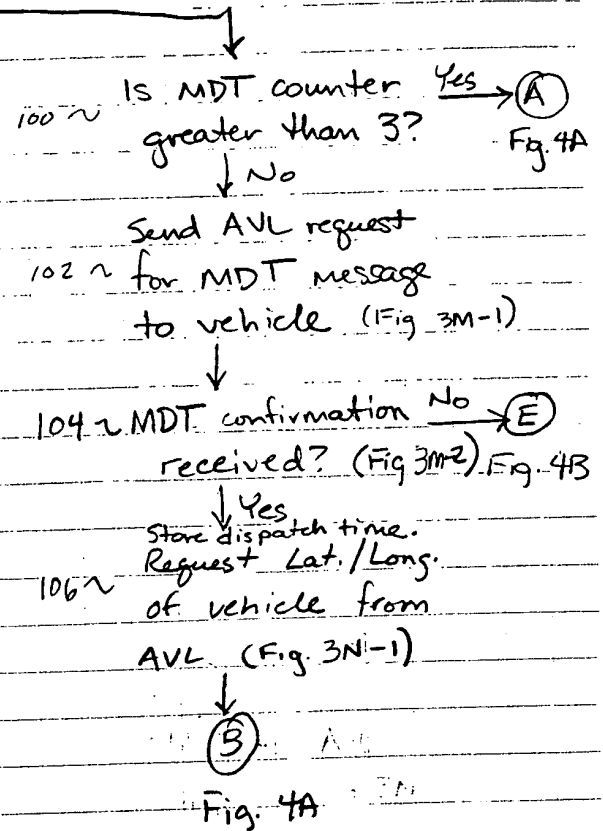 Is MDT counter Yes A
100 ~ greater than 3? Fig. 4A
No
Send AVL request
102 ~ for MDT message
to vehicle (Fig 3M-1)
104 ~ MDT confirmation No E
received? (Fig 3M-2) Fig. 4B
Yes
Store dispatch time.
106 ~ Request Lat./Long.
of vehicle from
AVL (Fig. 3N-1)
B
Fig. 4A